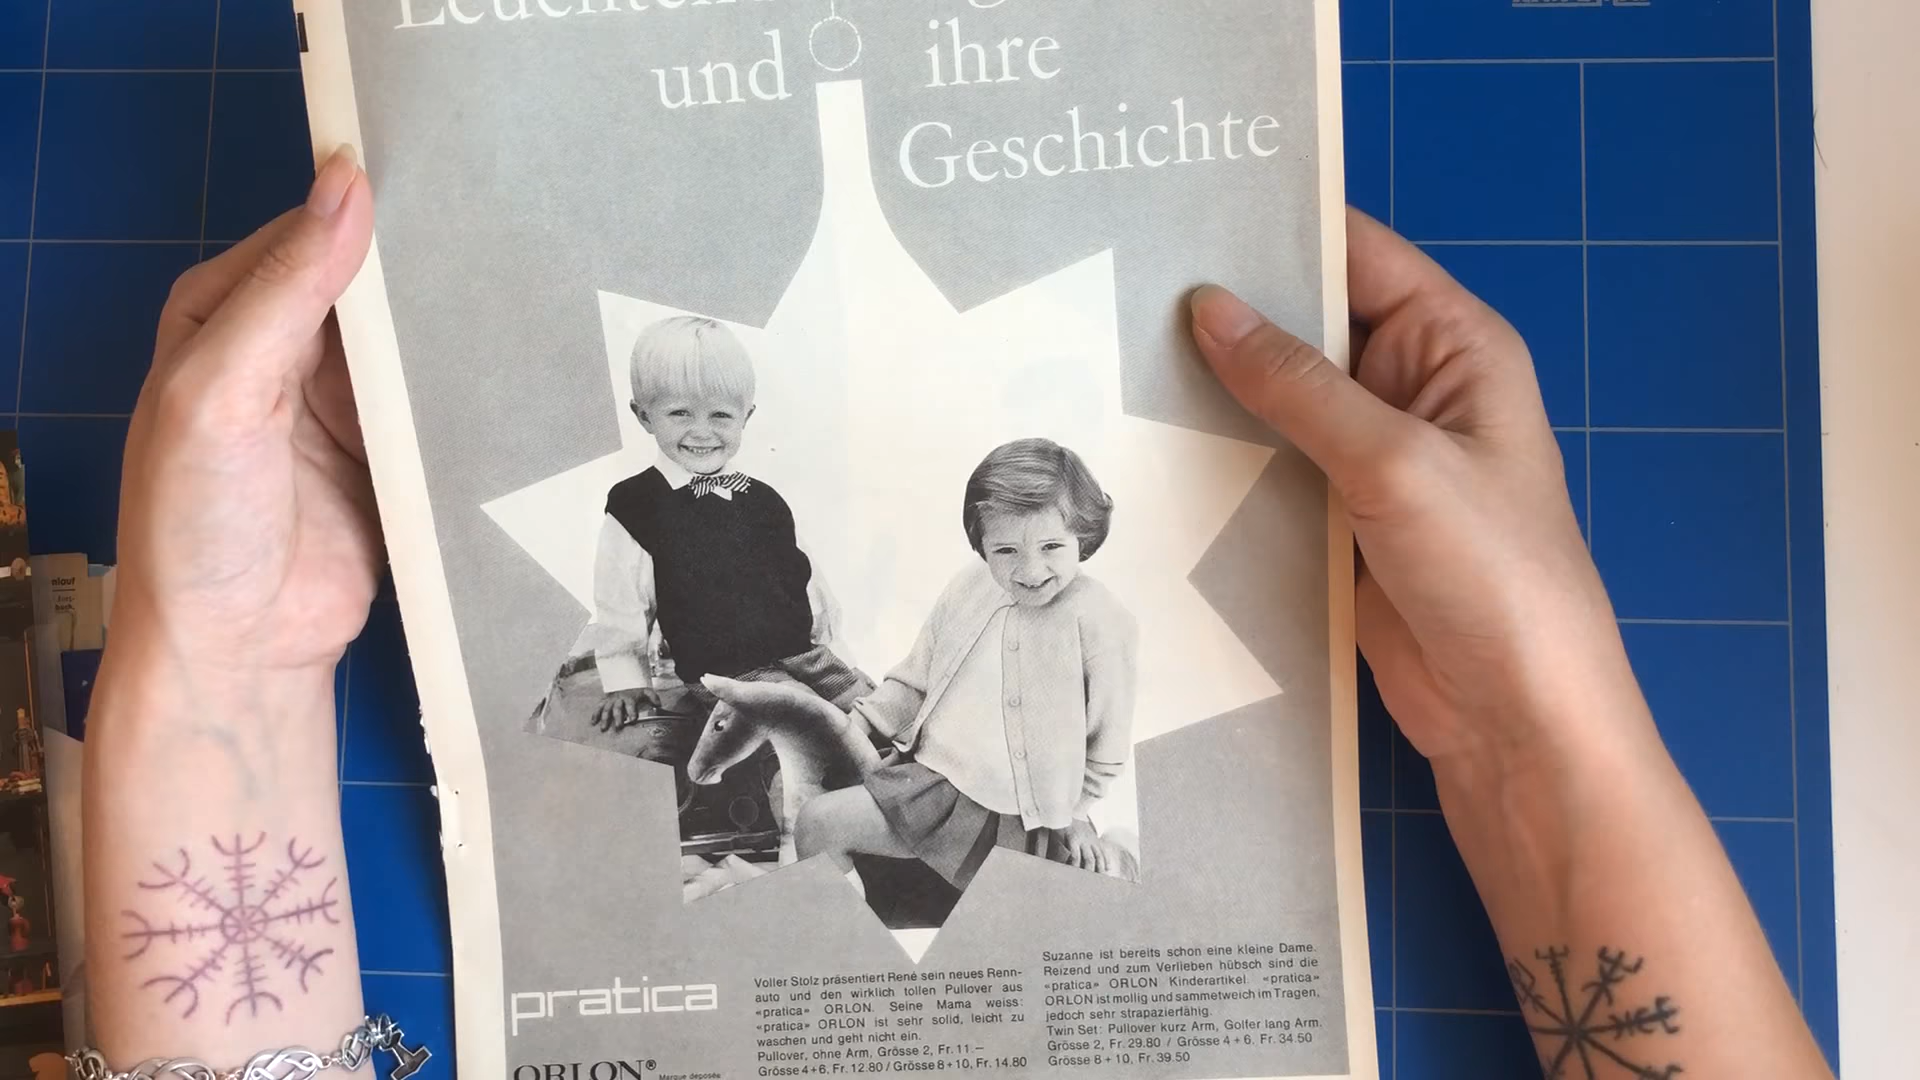 und ihre
Geschichte
nlauf
pratica
ORLON®
Marque déposée
Voller Stolz präsentiert René sein neues Renn-
auto und den wirklich tollen Pullover aus
«pratica» ORLON. Seine Mama weiss:
«pratica» ORLON ist sehr solid, leicht zu
waschen und geht nicht ein.
Pullover, ohne Arm, Grösse 2, Fr. 11.—
Grösse 4+6, Fr. 12.80 / Grösse 8+10, Fr. 14.80
Suzanne ist bereits schon eine kleine Dame.
Reizend und zum Verlieben hübsch sind die
«pratica» ORLON Kinderartikel. «pratica»
ORLON ist mollig und sammetweich im Tragen,
jedoch sehr strapazierfähig.
Twin Set: Pullover kurz Arm, Golfer lang Arm.
Grösse 2, Fr. 29.80 / Grösse 4+6, Fr. 34.50
Grösse 8+10, Fr. 39.50